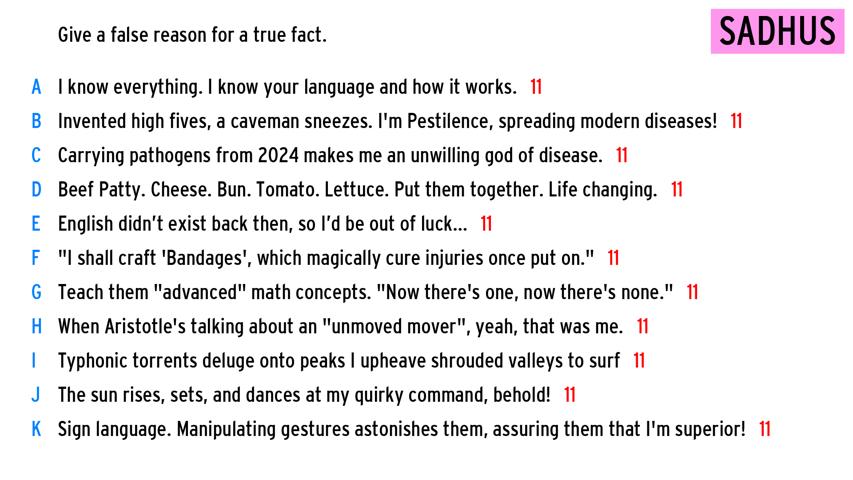 Give a false reason for a true fact.
SADHUS
A I know everything. I know your language and how it works. 11
B Invented high fives, a caveman sneezes. I'm Pestilence, spreading modern diseases! 11
C Carrying pathogens from 2024 makes me an unwilling god of disease. 11
D Beef Patty. Cheese. Bun. Tomato. Lettuce. Put them together. Life changing. 11
E English didn’t exist back then, so I’d be out of luck... 11
F "I shall craft 'Bandages', which magically cure injuries once put on." 11
G Teach them "advanced" math concepts. "Now there's one, now there's none." 11
H When Aristotle's talking about an "unmoved mover", yeah, that was me. 11
I Typhonic torrents deluge onto peaks I upheave shrouded valleys to surf 11
J The sun rises, sets, and dances at my quirky command, behold! 11
K Sign language. Manipulating gestures astonishes them, assuring them that I'm superior! 11